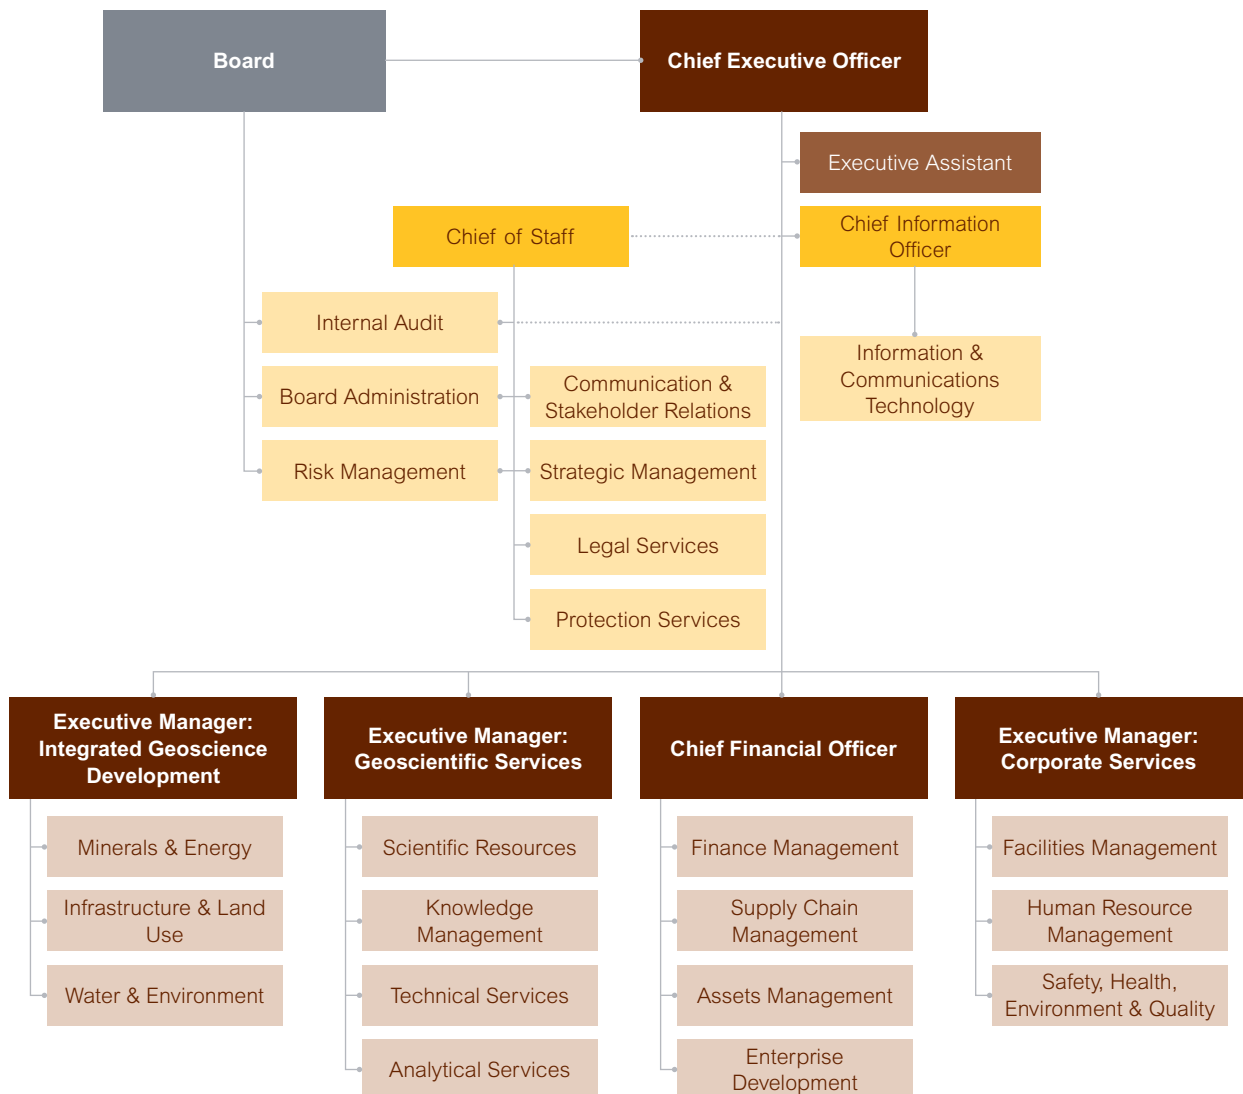 Board
Chief Executive Officer
Executive Assistant
Chief of Staff
Chief Information
Officer
Internal Audit
Information &
Communications
Technology
Board Administration
Communication &
Stakeholder Relations
Risk Management
Strategic Management
Legal Services
Protection Services
Executive Manager:
Integrated Geoscience
Development
Executive Manager:
Geoscientific Services
Chief Financial Officer
Executive Manager:
Corporate Services
Minerals & Energy
Scientific Resources
Finance Management
Facilities Management
Infrastructure & Land
Use
Knowledge
Management
Supply Chain
Management
Human Resource
Management
Water & Environment
Technical Services
Assets Management
Safety, Health,
Environment & Quality
Analytical Services
Enterprise
Development